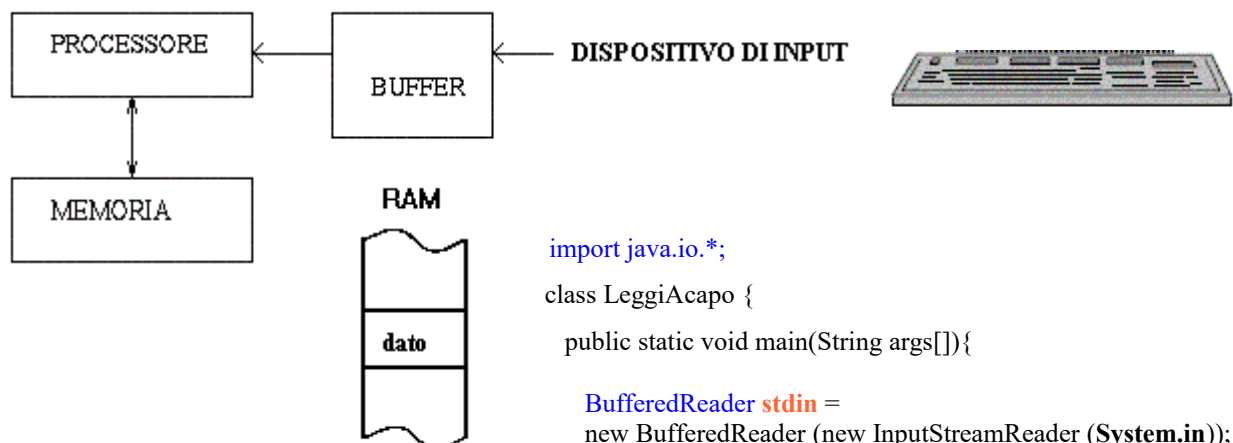 PROCESSORE
BUFFER
DISPOSITIVO DI INPUT
MEMORIA
RAM
dato
import java.io.*;
class LeggiAcapo {
public static void main(String args[]){
BufferedReader stdin =
new BufferedReader (new InputStreamReader (System.in));